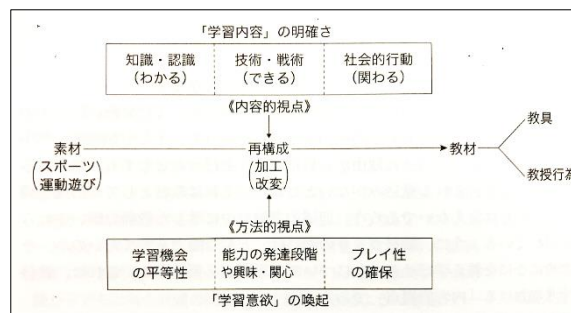 「学習内容」の明確さ
知識・認識
(わかる)
技術・戦術
(できる)
社会的行動
(関わる)
《内容的視点》
素材
(スポーツ
運動遊び)
再構成
(加工
改変)
教材
教具
教授行為
《方法的視点》
学習機会
の平等性
能力の発達段階
や興味・関心
プレイ性
の確保
「学習意欲」の喚起